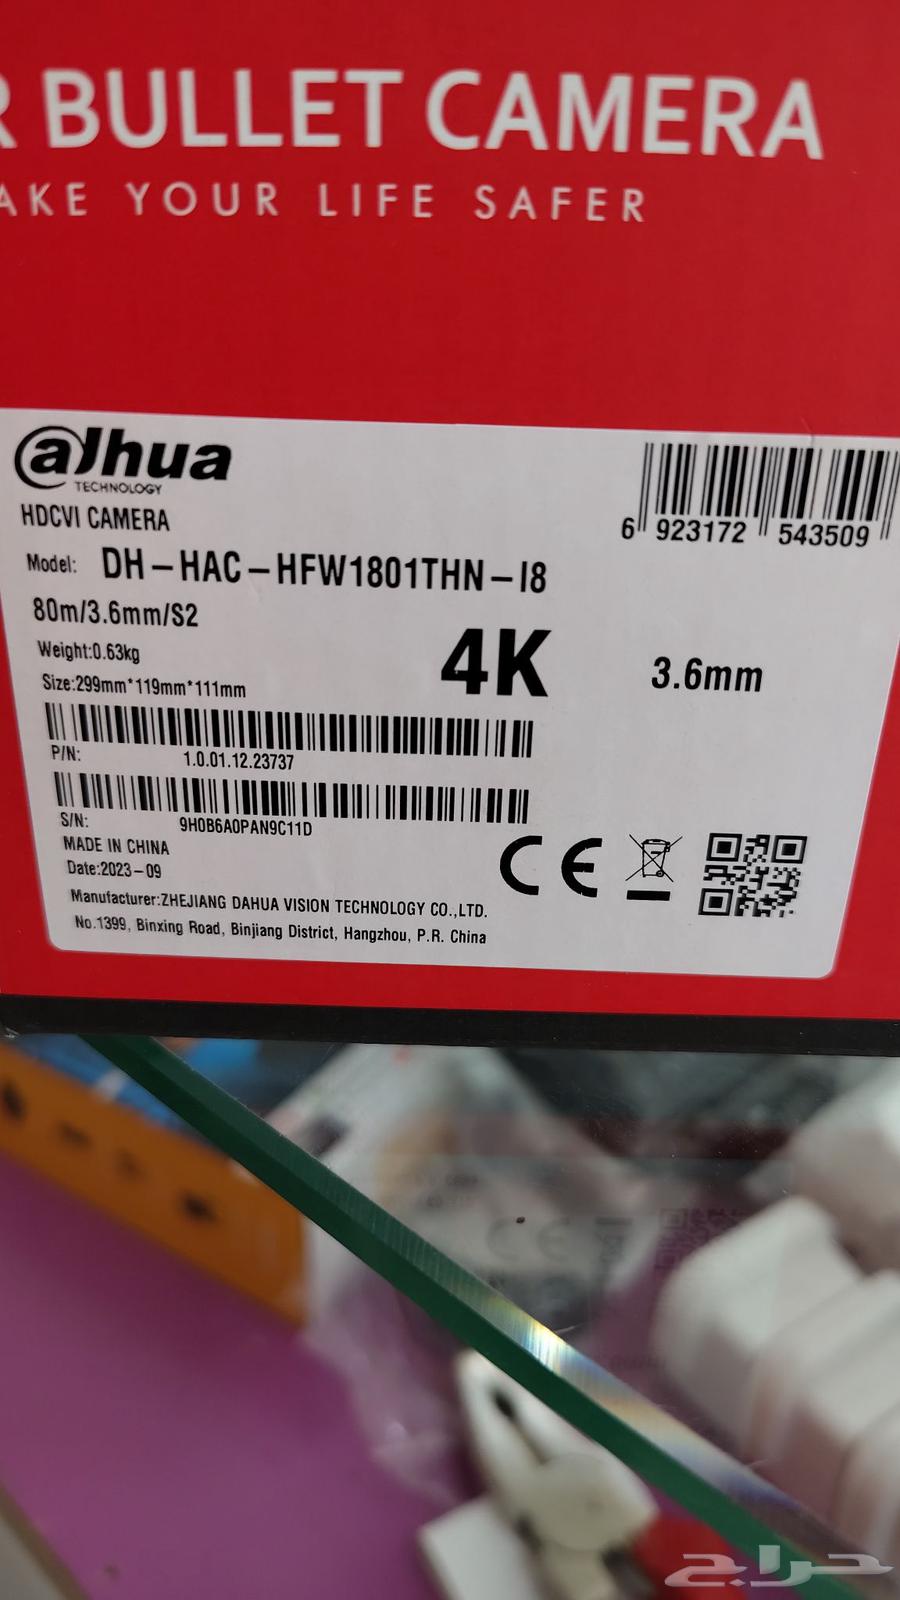 BULLET CAMERA
AKE YOUR LIFE SAFER
alhua
TECHNOLOGY
HDCVI CAMERA
6 923172 543509
Model: DH-HAC-HFW1801THN-I8
80m/3.6mm/S2
4K
3.6mm
Weight:0.63kg
Size:299mm*119mm*111mm
P/N: 1.0.01.12.23737
S/N: 9H0B6A0PAN9C11D
MADE IN CHINA
Date:2023-09
CE
Manufacturer:ZHEJIANG DAHUA VISION TECHNOLOGY CO.,LTD.
No.1399, Binxing Road, Binjiang District, Hangzhou, P.R. China
حراج